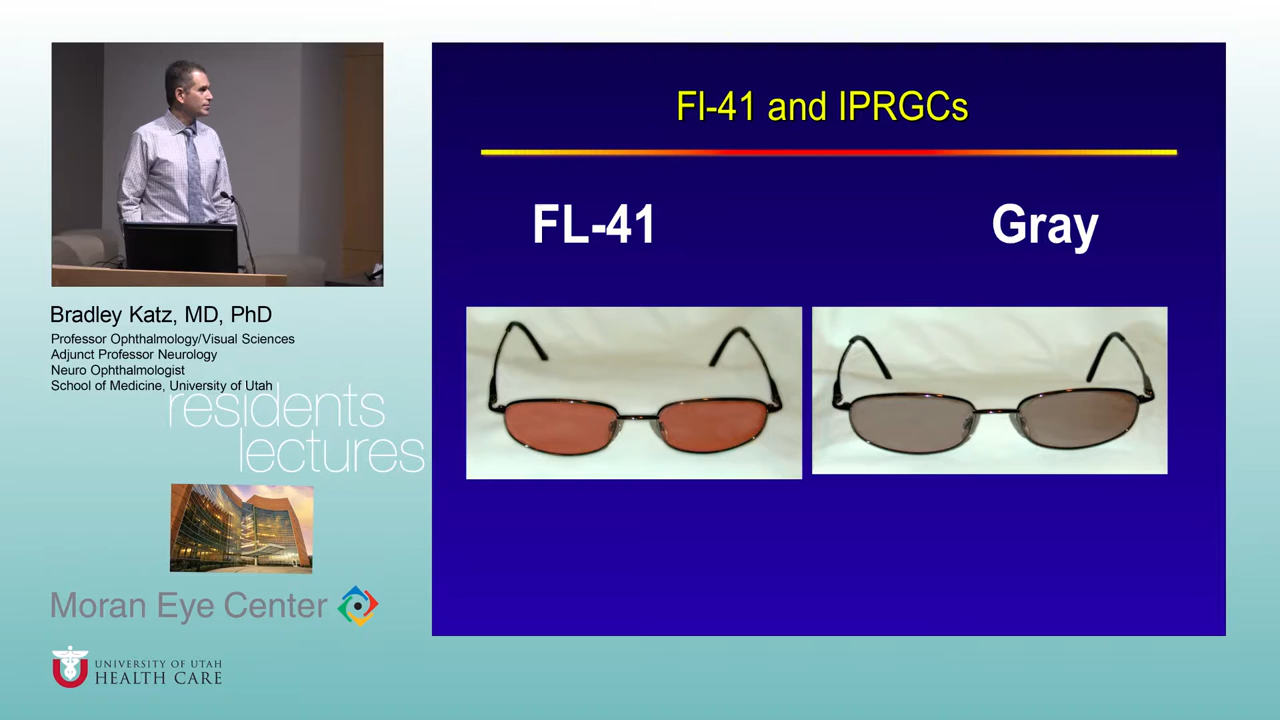 Fl-41 and IPRGCs
FL-41
Gray
Bradley Katz, MD, PhD
Professor Ophthalmology/Visual Sciences
Adjunct Professor Neurology
Neuro Ophthalmologist
School of Medicine, University of Utah
residents
lectures
Moran Eye Center
UNIVERSITY OF UTAH
HEALTH CARE